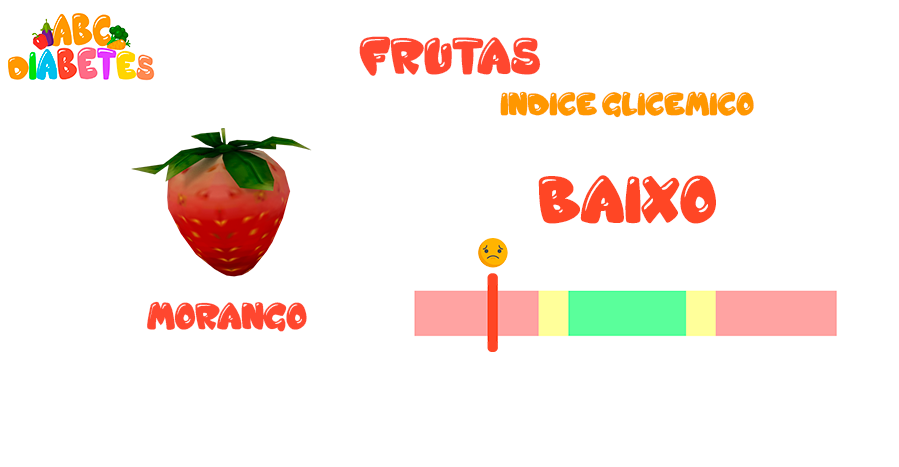 ABC
DIABETES
FRUTAS
INDICE GLICEMICO
BAIXO
MORANGO